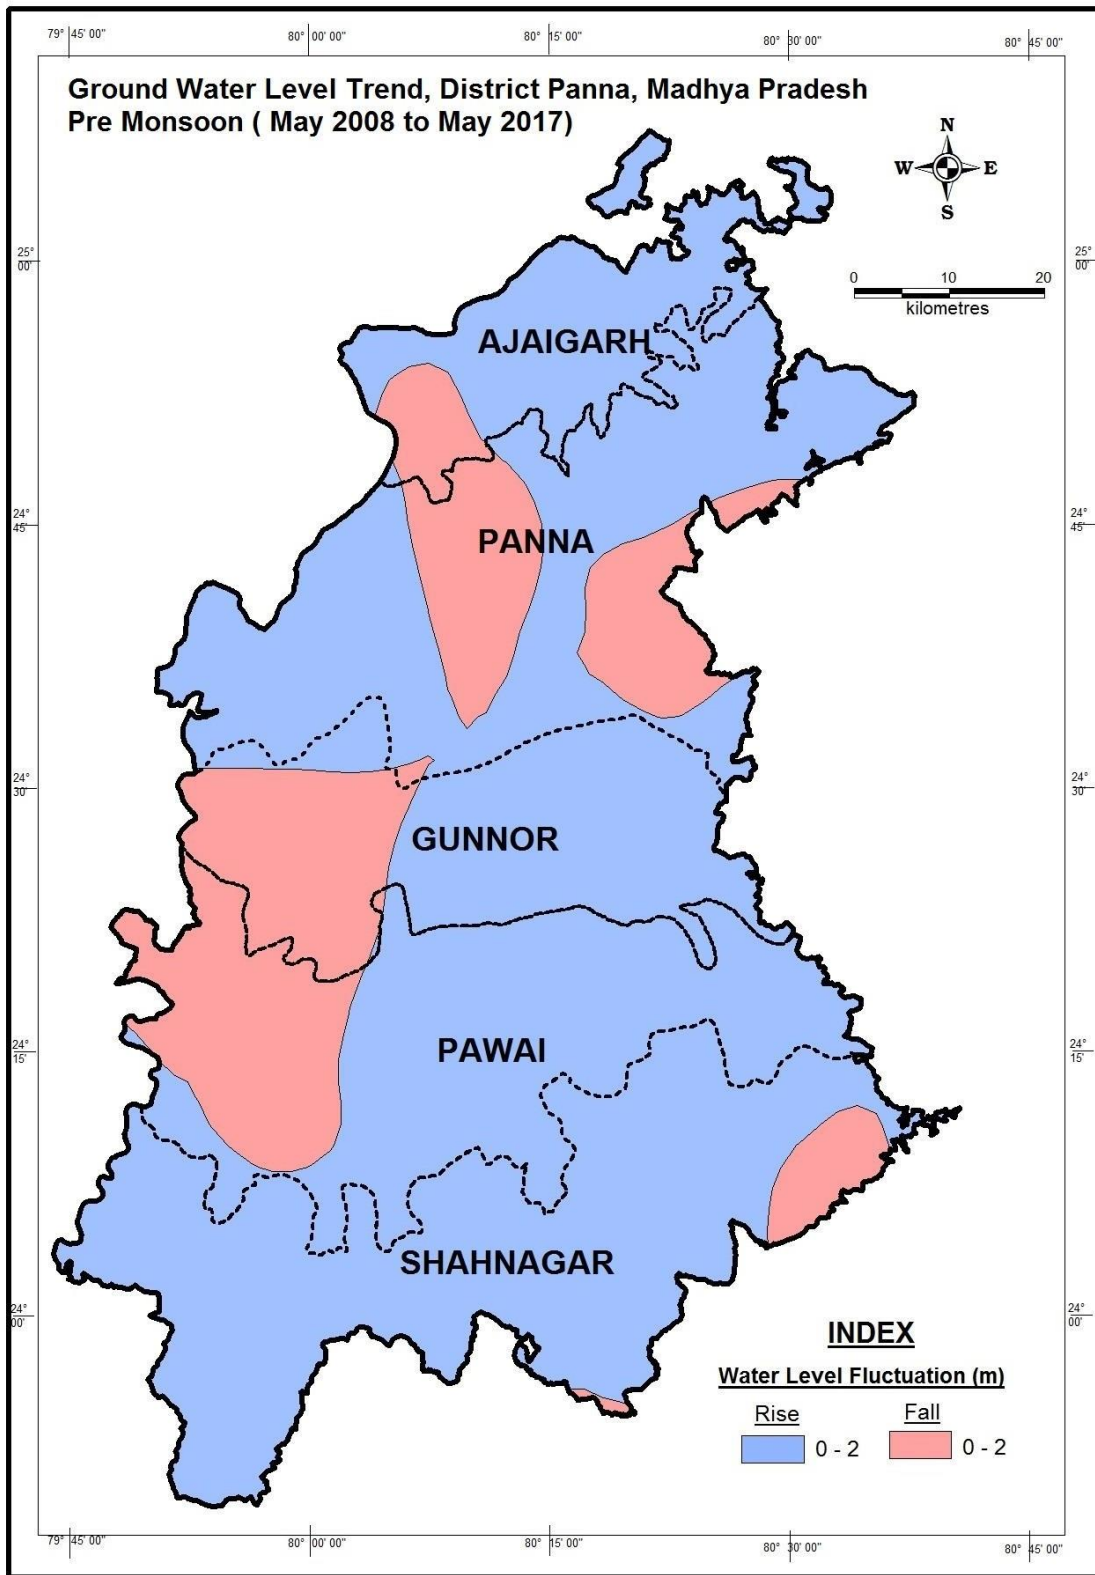 79° 45' 00"
80° 00' 00"
80° 15' 00"
80° 30' 00"
80° 45' 00"
Ground Water Level Trend, District Panna, Madhya Pradesh
Pre Monsoon ( May 2008 to May 2017)
N
W E
S
25°
00'
25°
00'
0 10 20
kilometres
AJAIGARH
24°
45'
24°
45'
PANNA
24°
30'
24°
30'
GUNNOR
24°
15'
24°
15'
PAWAI
SHAHNAGAR
24°
00'
24°
00'
INDEX
Water Level Fluctuation (m)
Rise Fall
0 - 2 0 - 2
79° 45' 00"
80° 00' 00"
80° 15' 00"
80° 30' 00"
80° 45' 00"